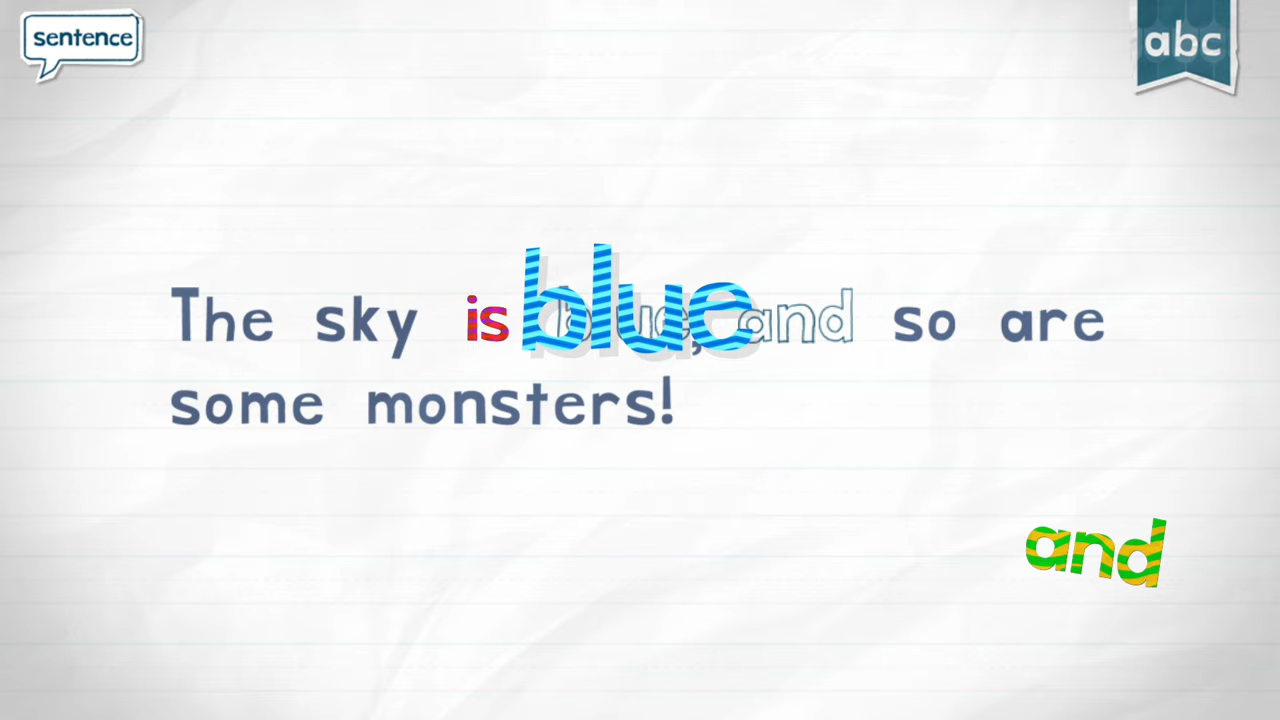 sentence
abc
The sky is blue, and so are
some monsters!
and